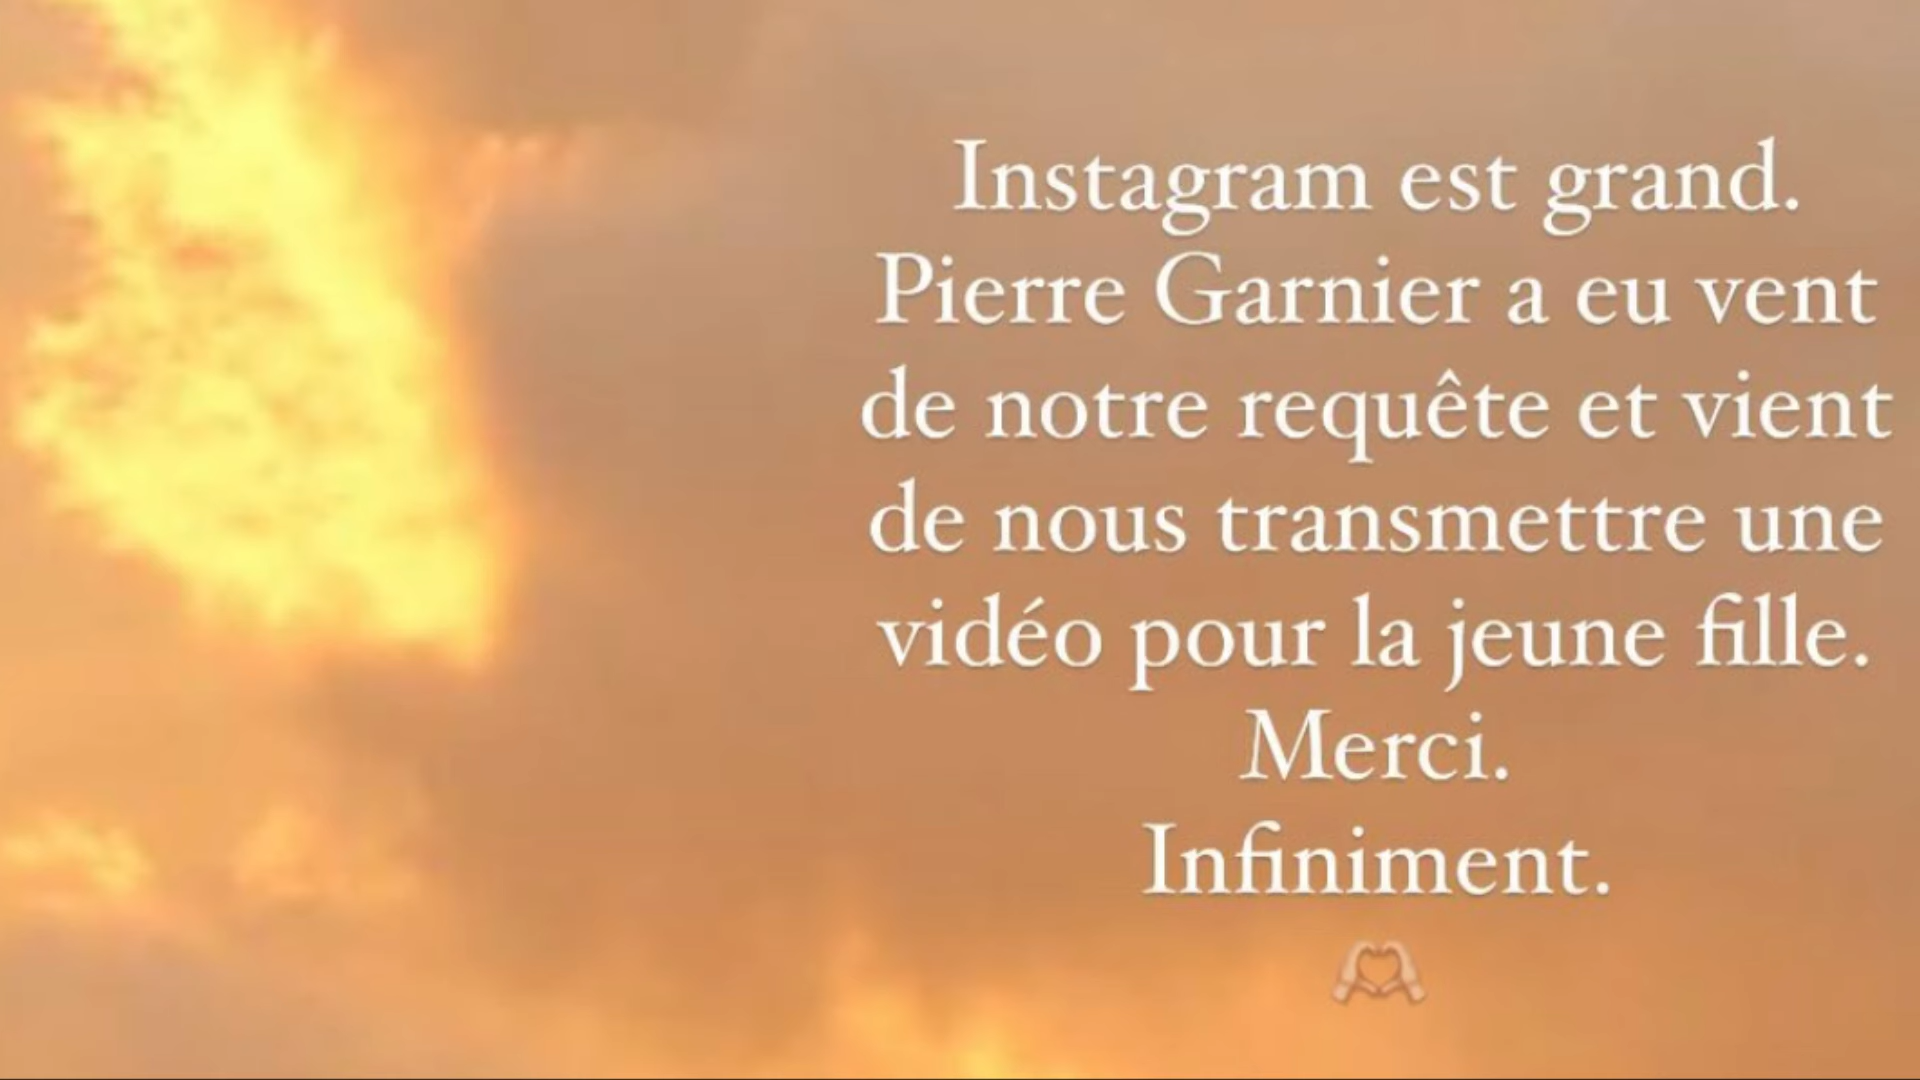 Instagram est grand.
Pierre Garnier a eu vent
de notre requête et vient
de nous transmettre une
vidéo pour la jeune fille.
Merci.
Infiniment.
🫶🏻